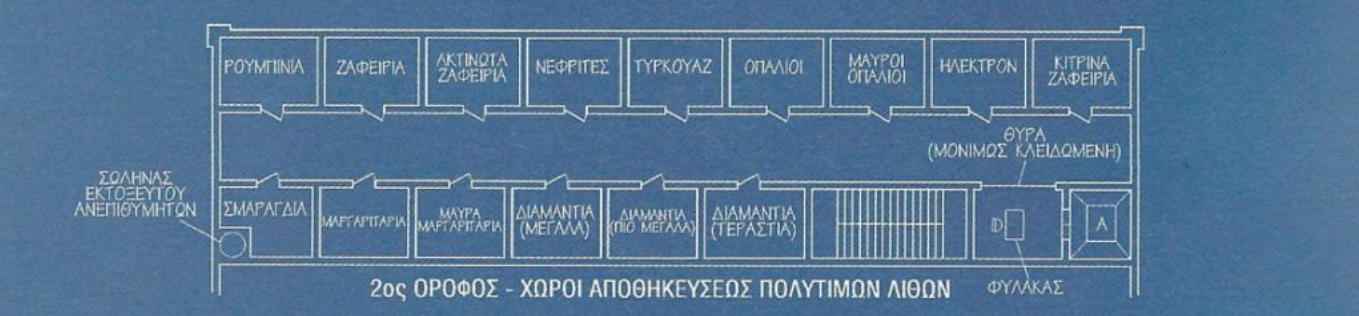 ΡΟΥΜΠΙΝΙΑ
ΖΑΦΕΙΡΙΑ
ΑΚΤΙΝΩΤΑ
ΖΑΦΕΙΡΙΑ
ΝΕΦΡΙΤΕΣ
ΤΥΡΚΟΥΑΖ
ΟΠΑΛΙΟΙ
ΜΑΥΡΟΙ
ΟΠΑΛΙΟΙ
ΗΛΕΚΤΡΟΝ
ΚΙΤΡΙΝΑ
ΖΑΦΕΙΡΙΑ
ΘΥΡΑ
(ΜΟΝΙΜΩΣ ΚΛΕΙΔΩΜΕΝΗ)
ΣΩΛΗΝΑΣ
ΕΚΤΟΞΕΥΤΟΥ
ΑΝΕΠΙΘΥΜΗΤΩΝ
ΣΜΑΡΑΓΔΙΑ
ΜΑΡΓΑΡΙΤΑΡΙΑ
ΜΑΥΡΑ
ΜΑΡΓΑΡΙΤΑΡΙΑ
ΔΙΑΜΑΝΤΙΑ
(ΜΕΓΑΛΑ)
ΔΙΑΜΑΝΤΙΑ
(ΠΙΟ ΜΕΓΑΛΑ)
ΔΙΑΜΑΝΤΙΑ
(ΤΕΡΑΣΤΙΑ)
Α
ΦΥΛΑΚΑΣ
2ος ΟΡΟΦΟΣ - ΧΩΡΟΙ ΑΠΟΘΗΚΕΥΣΕΩΣ ΠΟΛΥΤΙΜΩΝ ΛΙΘΩΝ